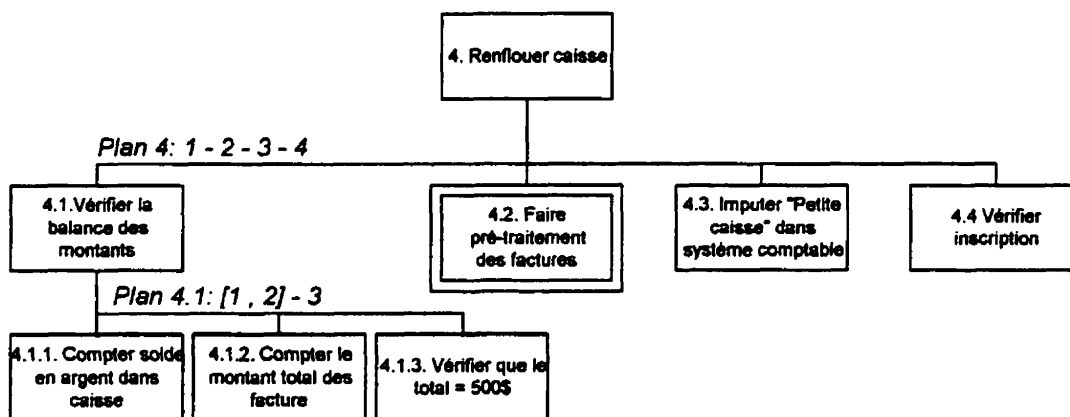 4. Renflouer caisse
Plan 4: 1 - 2 - 3 - 4
4.1.Vérifier la
balance des
montants
4.2. Faire
pré-traitement
des factures
4.3. Imputer "Petite
caisse" dans
système comptable
4.4 Vérifier
inscription
Plan 4.1: [1 , 2] - 3
4.1.1. Compter solde
en argent dans
caisse
4.1.2. Compter le
montant total des
facture
4.1.3. Vérifier que le
total = 500$